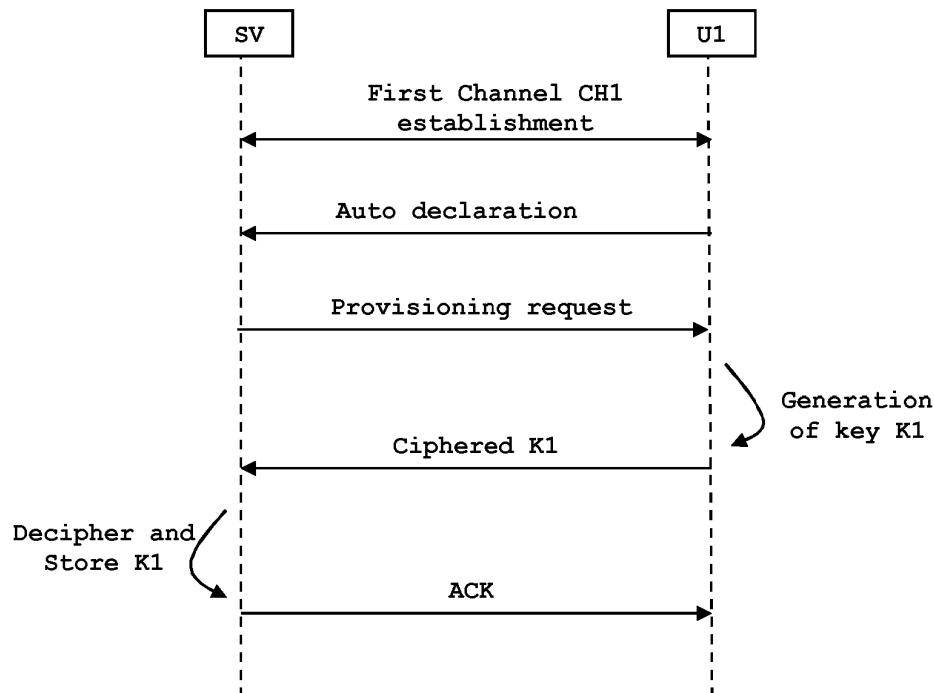 SV
U1
First Channel CH1
establishment
Auto declaration
Provisioning request
Generation
of key K1
Ciphered K1
Decipher and
Store K1
ACK